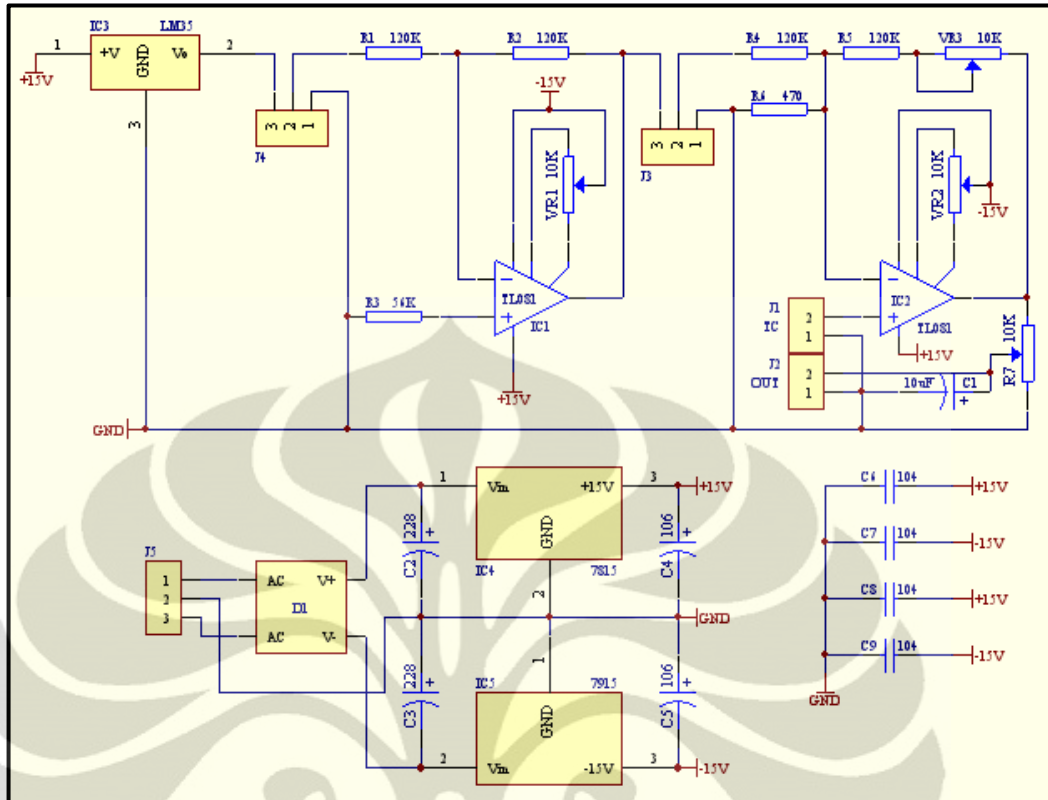 IC3 LM35
1 +V GND Vo 2
+15V
3
R1 120K
R2 120K
R4 120K
R5 120K
VR3 10K
-15V
R6 470
3 2 1
J4
3 2 1
J3
VR1 10K
VR2 10K
-15V
R3 56K
TL081
IC1
+15V
IC2
TL081
+15V
J1
TC
2
1
J2
OUT
2
1
10uF C1
R7 10K
GND
J5
1
2
3
AC V+
D1
AC V-
C2 228
1 Vin +15V 3
GND
IC4 7815
2
C4 106
+15V
GND
C3 228
1
IC5 7915
GND
2 Vin -15V 3
C5 106
-15V
C6 104 +15V
C7 104 -15V
C8 104 +15V
C9 104 -15V
GND